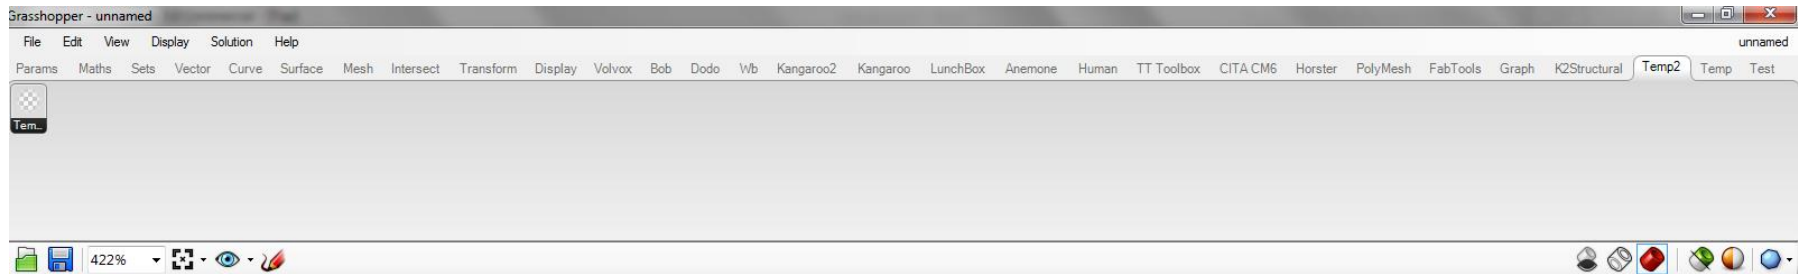 Grasshopper - unnamed
File Edit View Display Solution Help unnamed
Params Maths Sets Vector Curve Surface Mesh Intersect Transform Display Volvox Bob Dodo Wb Kangaroo2 Kangaroo LunchBox Anemone Human TT Toolbox CITA CM6 Horster PolyMesh FabTools Graph K2Structural Temp2 Temp Test
Tem...
422%